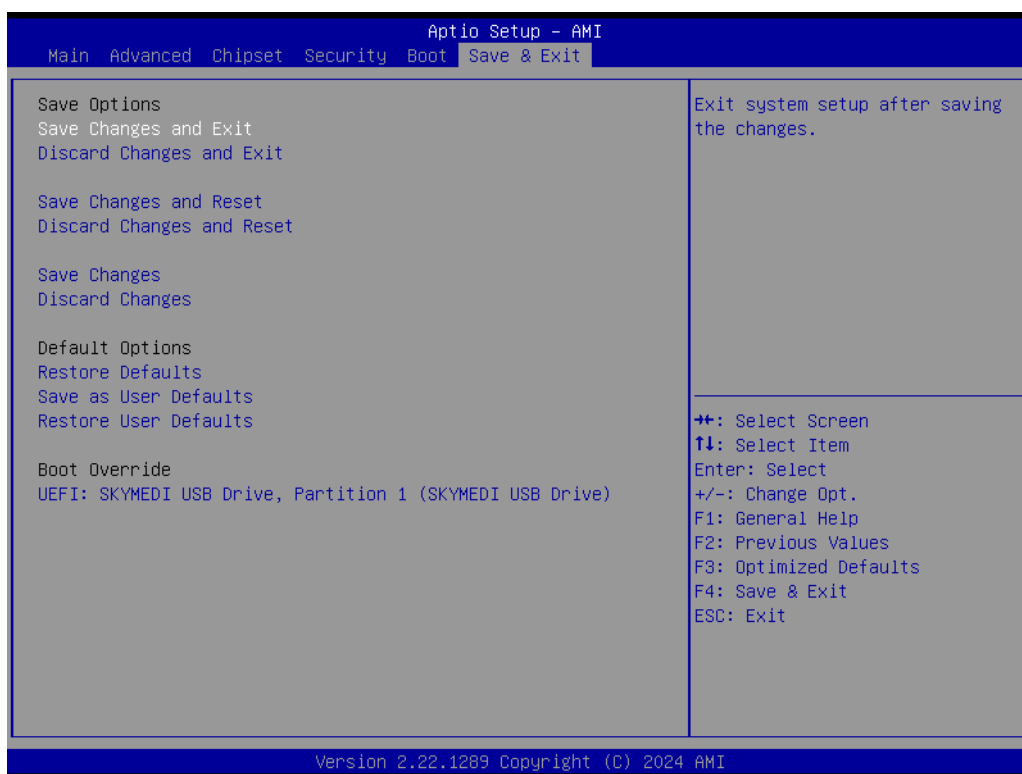 Aptio Setup – AMI
Main Advanced Chipset Security Boot Save & Exit
Save Options
Save Changes and Exit
Discard Changes and Exit
Save Changes and Reset
Discard Changes and Reset
Save Changes
Discard Changes
Default Options
Restore Defaults
Save as User Defaults
Restore User Defaults
Boot Override
UEFI: SKYMEDI USB Drive, Partition 1 (SKYMEDI USB Drive)
Exit system setup after saving
the changes.
→←: Select Screen
↑↓: Select Item
Enter: Select
+/-: Change Opt.
F1: General Help
F2: Previous Values
F3: Optimized Defaults
F4: Save & Exit
ESC: Exit
Version 2.22.1289 Copyright (C) 2024 AMI